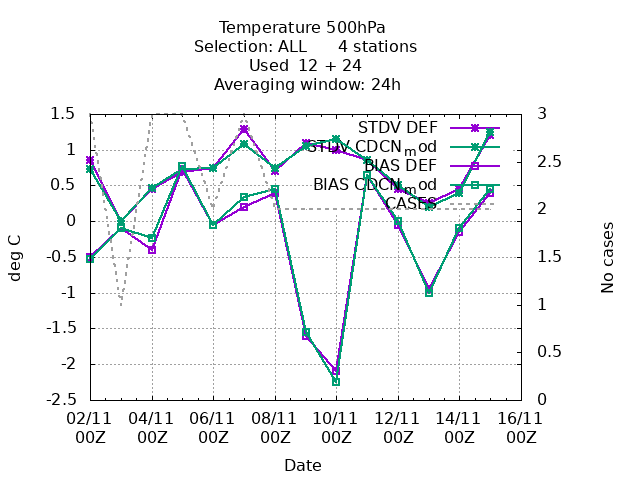 Temperature 500hPa
Selection: ALL 4 stations
Used 12 + 24
Averaging window: 24h
STDV DEF
STDV CDCNmod
BIAS DEF
BIAS CDCNmod
CASES
1.5
1
0.5
0
-0.5
-1
-1.5
-2
-2.5
deg C
3
2.5
2
1.5
1
0.5
0
No cases
02/11 04/11 06/11 08/11 10/11 12/11 14/11 16/11
00Z 00Z 00Z 00Z 00Z 00Z 00Z 00Z
Date